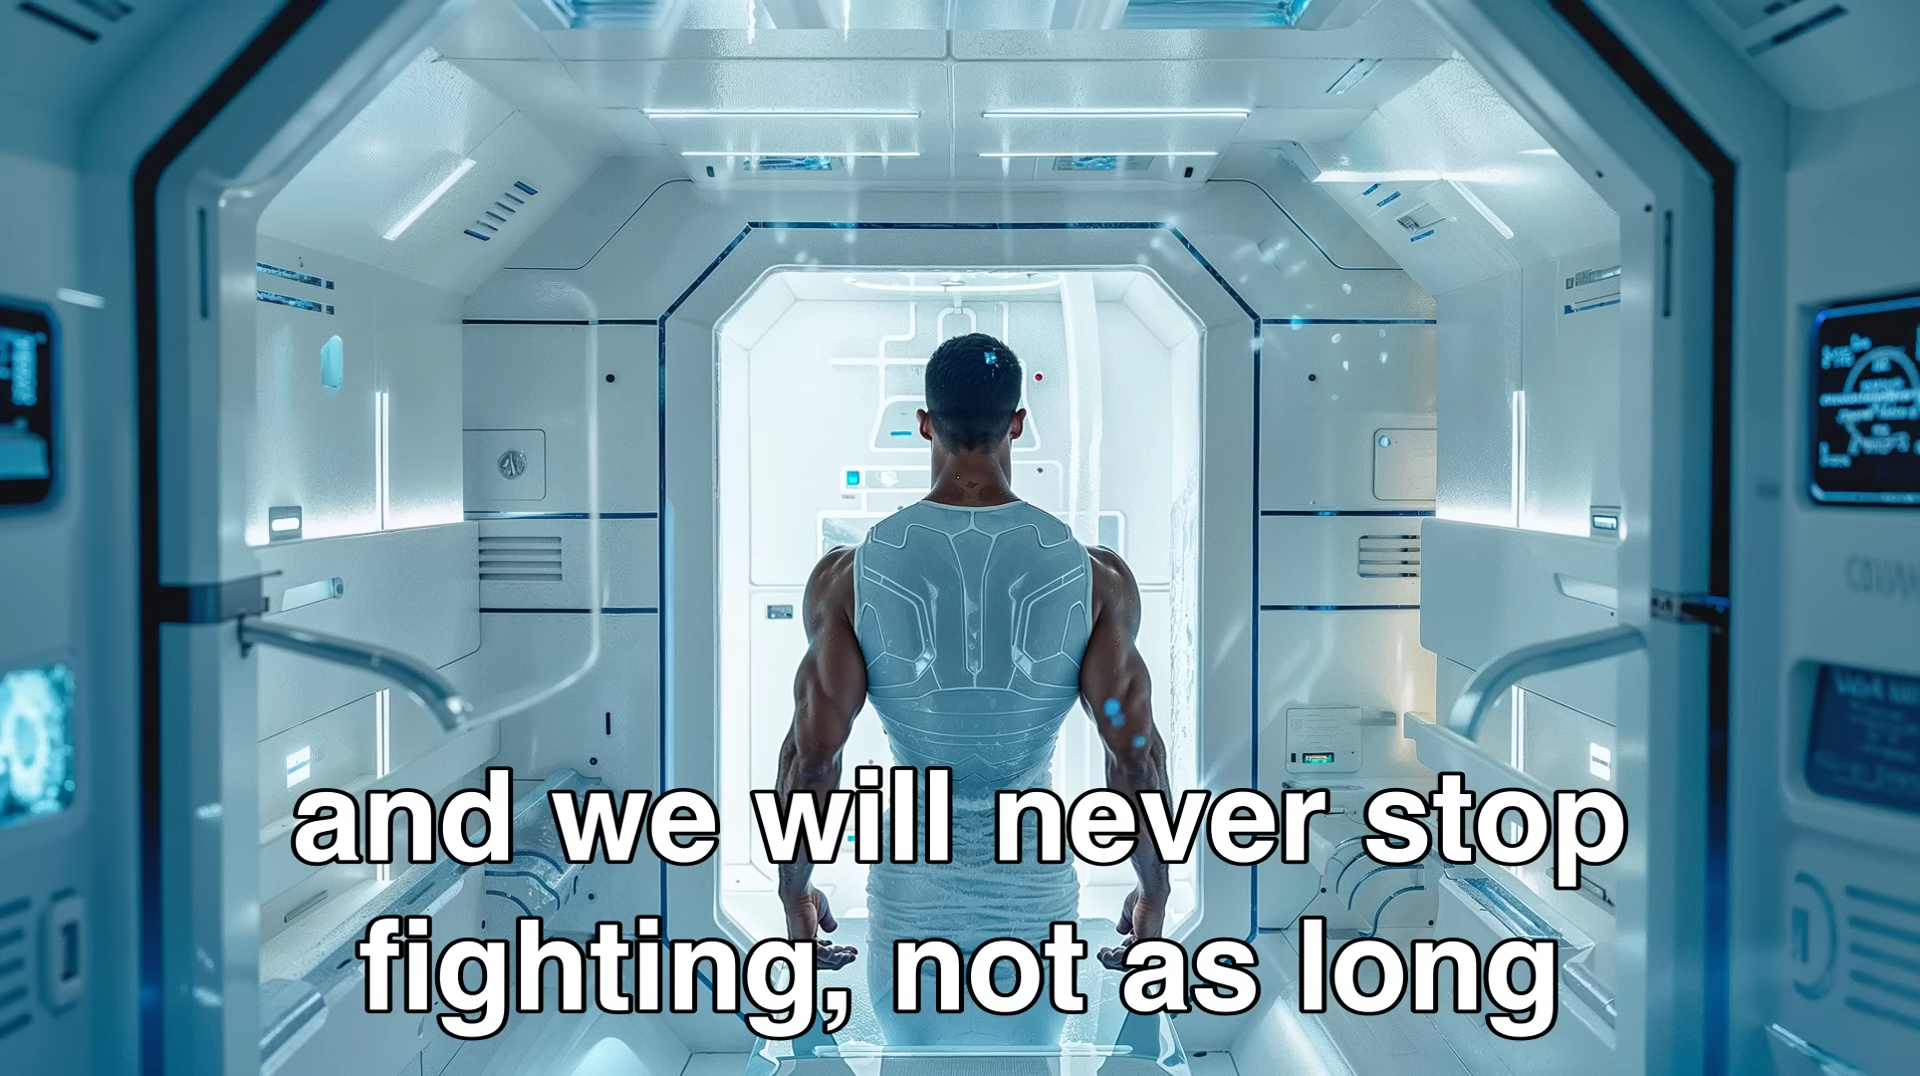 and we will never stop
fighting, not as long